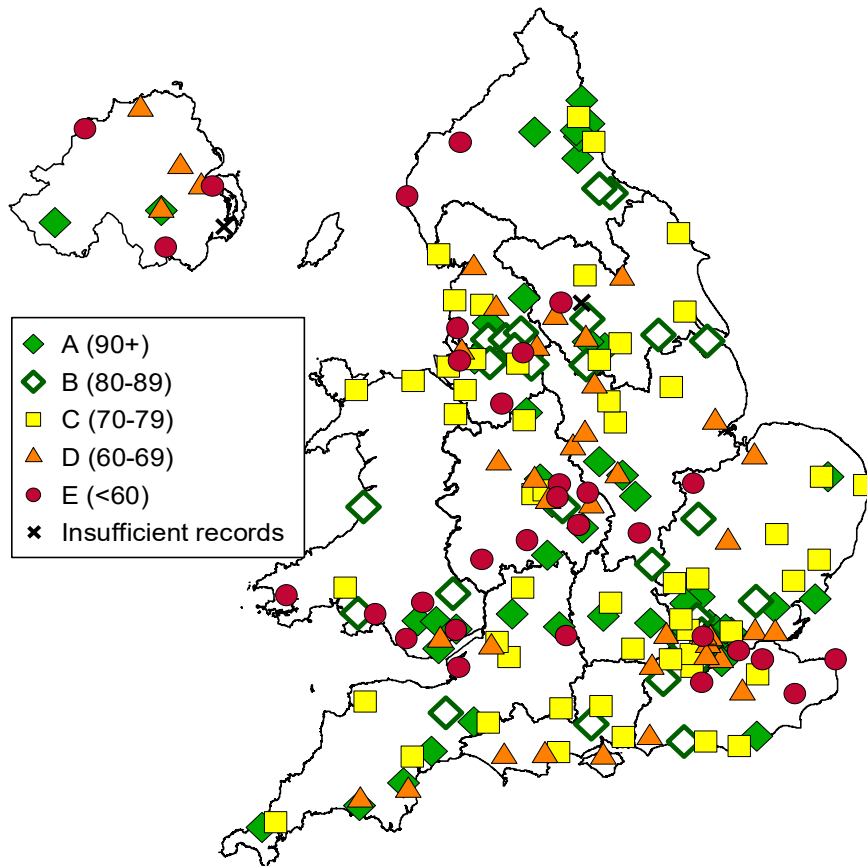 A (90+)
B (80-89)
C (70-79)
D (60-69)
E (<60)
Insufficient records